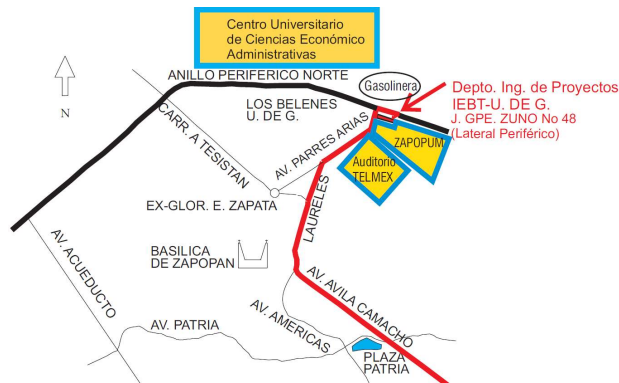 Centro Universitario
de Ciencias Económico
Administrativas
ANILLO PERIFERICO NORTE
Gasolinera
Depto. Ing. de Proyectos
IEBT-U. DE G.
J. GPE. ZUNO No 48
(Lateral Periférico)
N
LOS BELENES
U. DE G.
CARR. A TESISTAN
AV. PARRES ARIAS
ZAPOPUM
Auditorio
TELMEX
EX-GLOR. E. ZAPATA
LAURELES
BASILICA
DE ZAPOPAN
AV. ACUEDUCTO
AV. AVILA CAMACHO
AV. PATRIA
AV. AMERICAS
PLAZA
PATRIA